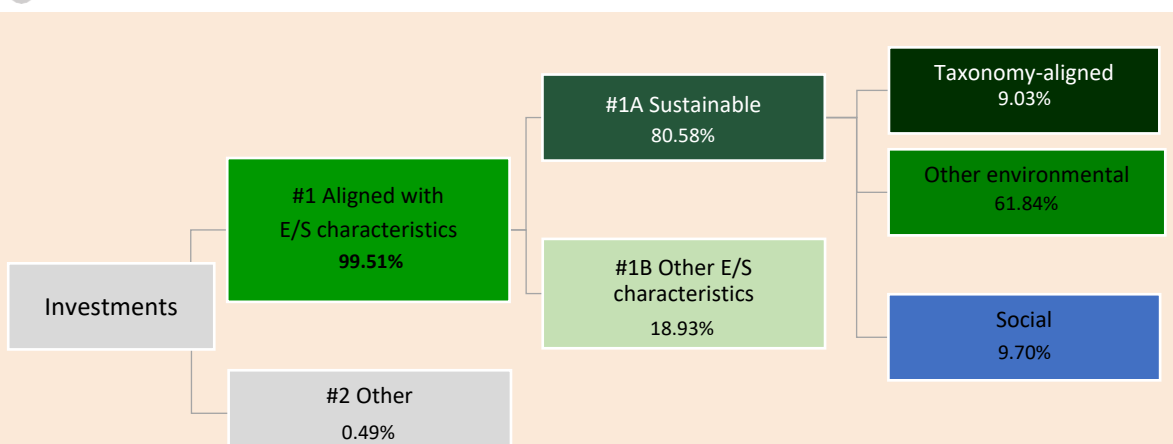 Investments
#1 Aligned with
E/S characteristics
99.51%
#2 Other
0.49%
#1A Sustainable
80.58%
#1B Other E/S
characteristics
18.93%
Taxonomy-aligned
9.03%
Other environmental
61.84%
Social
9.70%